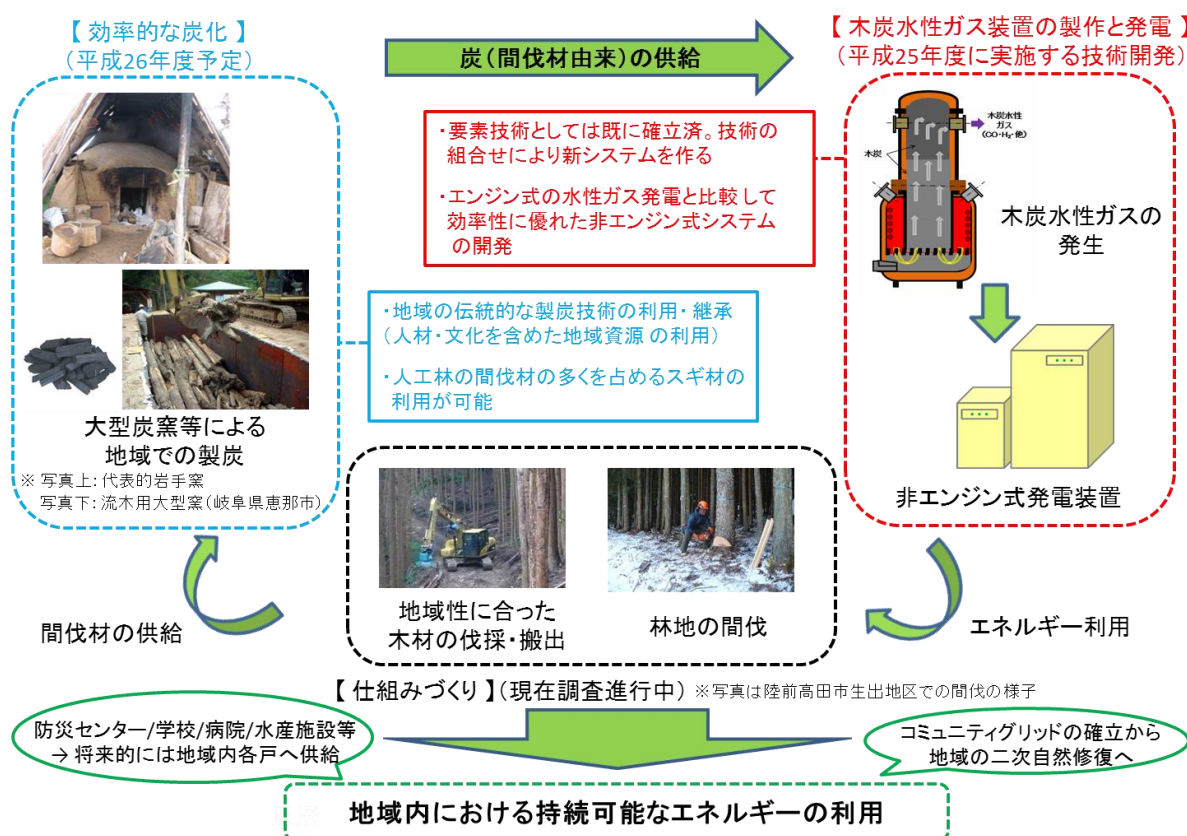 【 効率的な炭化 】
(平成26年度予定)
炭(間伐材由来)の供給
【 木炭水性ガス装置の製作と発電 】
(平成25年度に実施する技術開発)
・要素技術としては既に確立済。技術の
組合せにより新システムを作る
・エンジン式の水性ガス発電と比較して
効率性に優れた非エンジン式システム
の開発
木炭水性
ガス
(CO・H₂・他)
木炭
木炭水性ガスの
発生
・地域の伝統的な製炭技術の利用・継承
(人材・文化を含めた地域資源 の利用)
・人工林の間伐材の多くを占めるスギ材の
利用が可能
大型炭窯等による
地域での製炭
※ 写真上:代表的岩手窯
写真下:流木用大型窯(岐阜県恵那市)
非エンジン式発電装置
地域性に合った
木材の伐採・搬出
林地の間伐
間伐材の供給
エネルギー利用
【 仕組みづくり 】(現在調査進行中) ※写真は陸前高田市生出地区での間伐の様子
防災センター/学校/病院/水産施設等
→ 将来的には地域内各戸へ供給
コミュニティグリッドの確立から
地域の二次自然修復へ
地域内における持続可能なエネルギーの利用